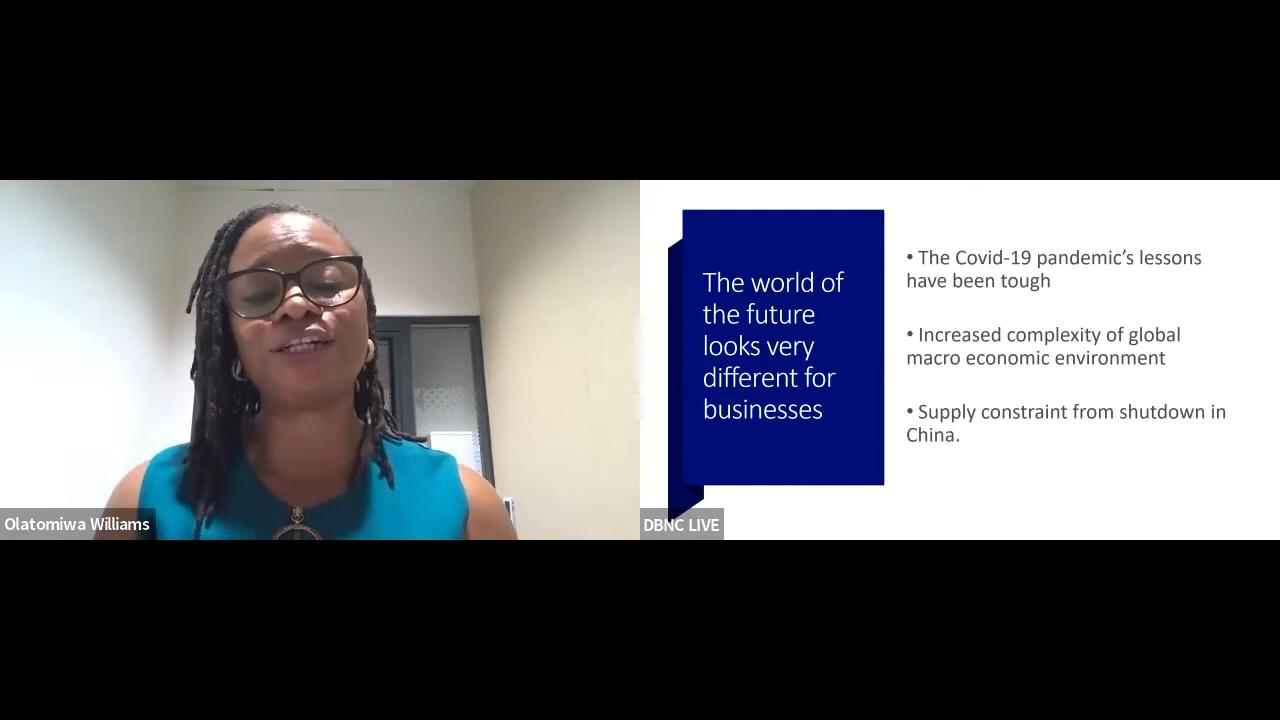 The world of
the future
looks very
different for
businesses
• The Covid-19 pandemic’s lessons
have been tough
• Increased complexity of global
macro economic environment
• Supply constraint from shutdown in
China.
Olatomiwa Williams
DBNC LIVE